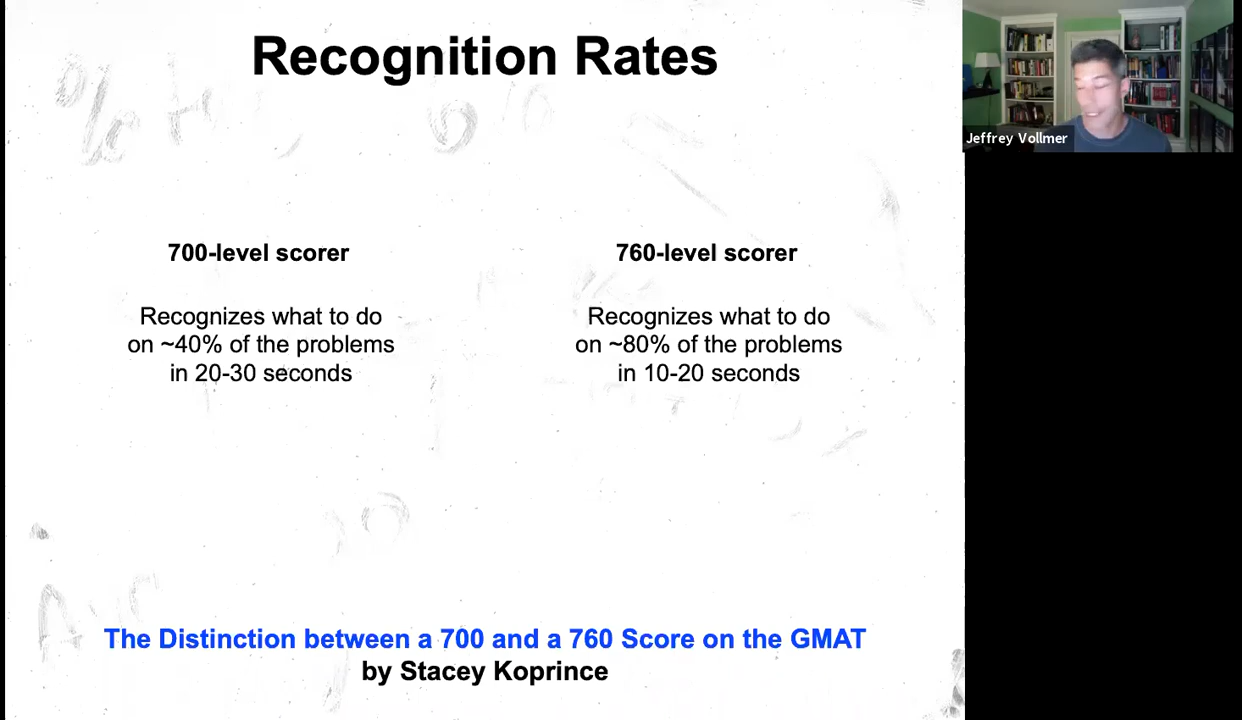 Recognition Rates
Jeffrey Vollmer
700-level scorer
Recognizes what to do
on ~40% of the problems
in 20-30 seconds
760-level scorer
Recognizes what to do
on ~80% of the problems
in 10-20 seconds
The Distinction between a 700 and a 760 Score on the GMAT
by Stacey Koprince